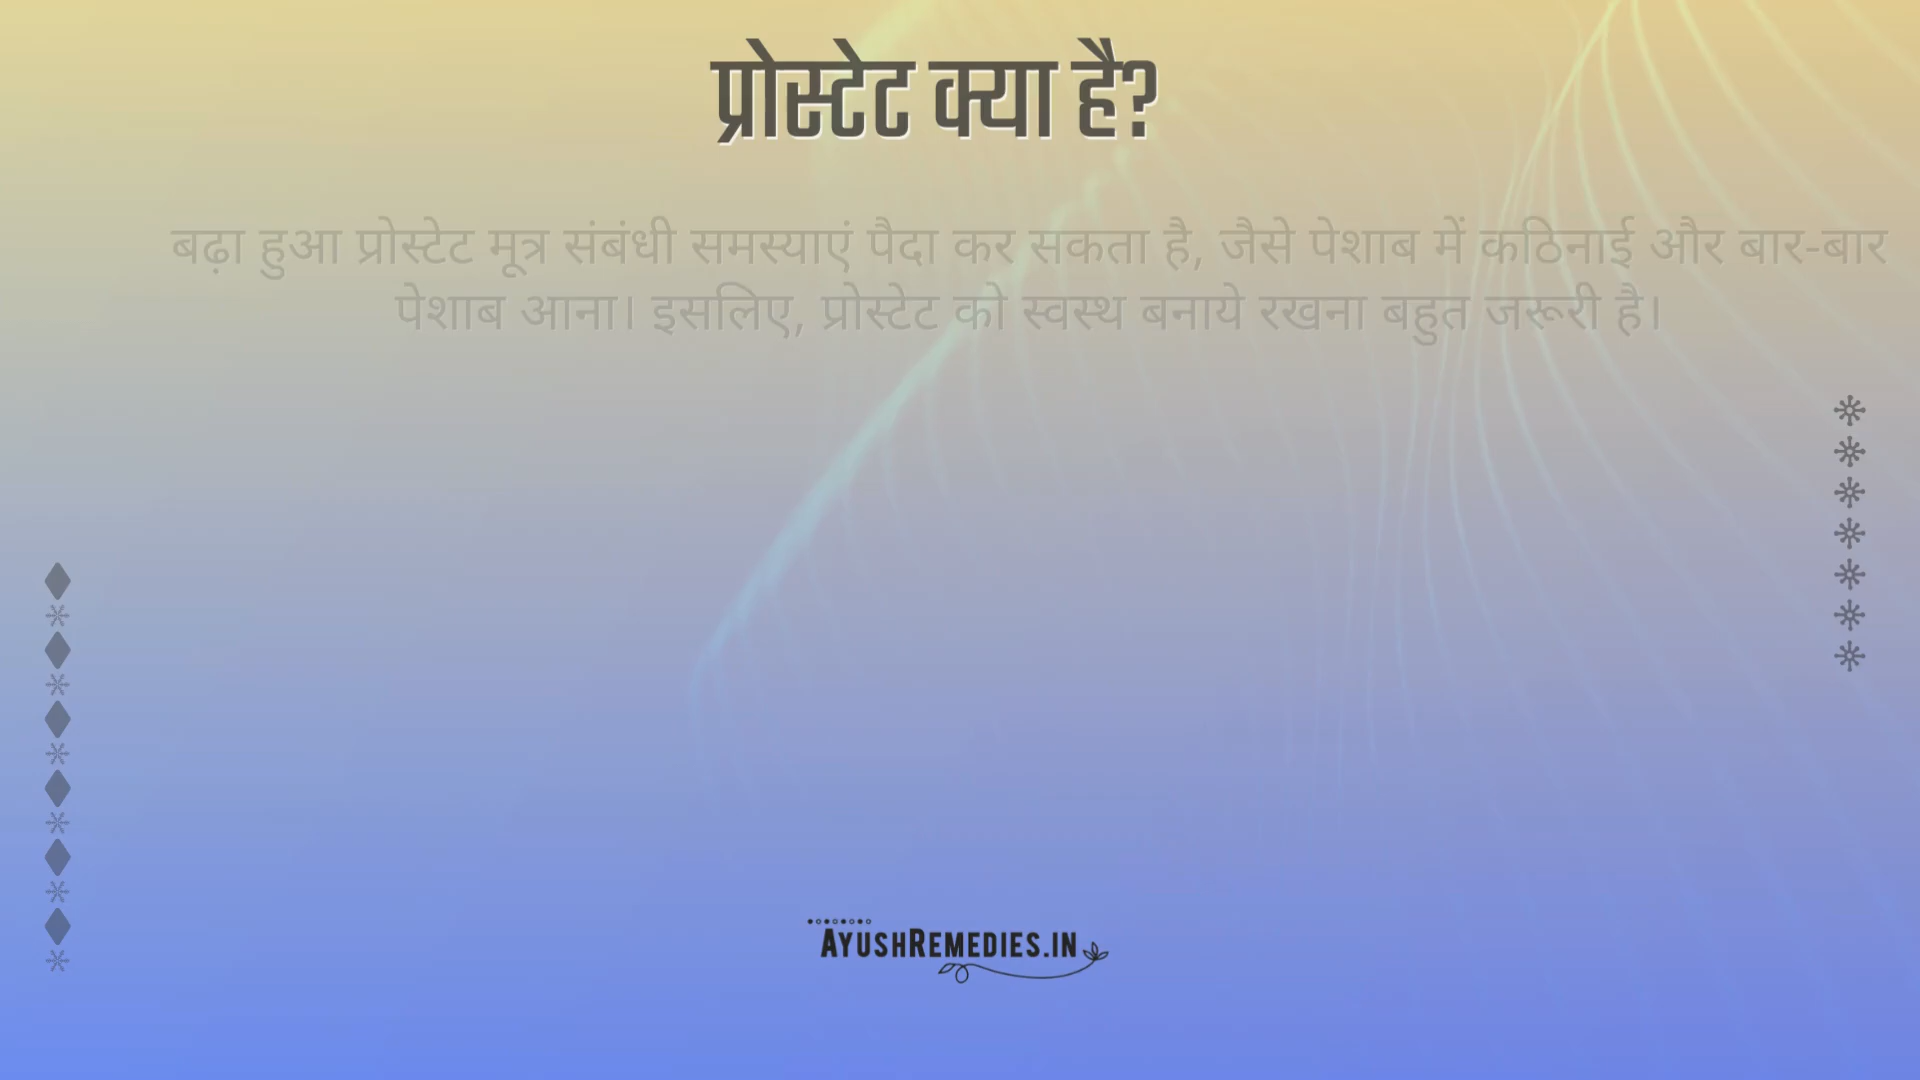 प्रोस्टेट क्या है?
बढ़ा हुआ प्रोस्टेट मूत्र संबंधी समस्याएं पैदा कर सकता है, जैसे पेशाब में कठिनाई और बार-बार
पेशाब आना। इसलिए, प्रोस्टेट को स्वस्थ बनाये रखना बहुत जरूरी है।
AYUSHREMEDIES.IN